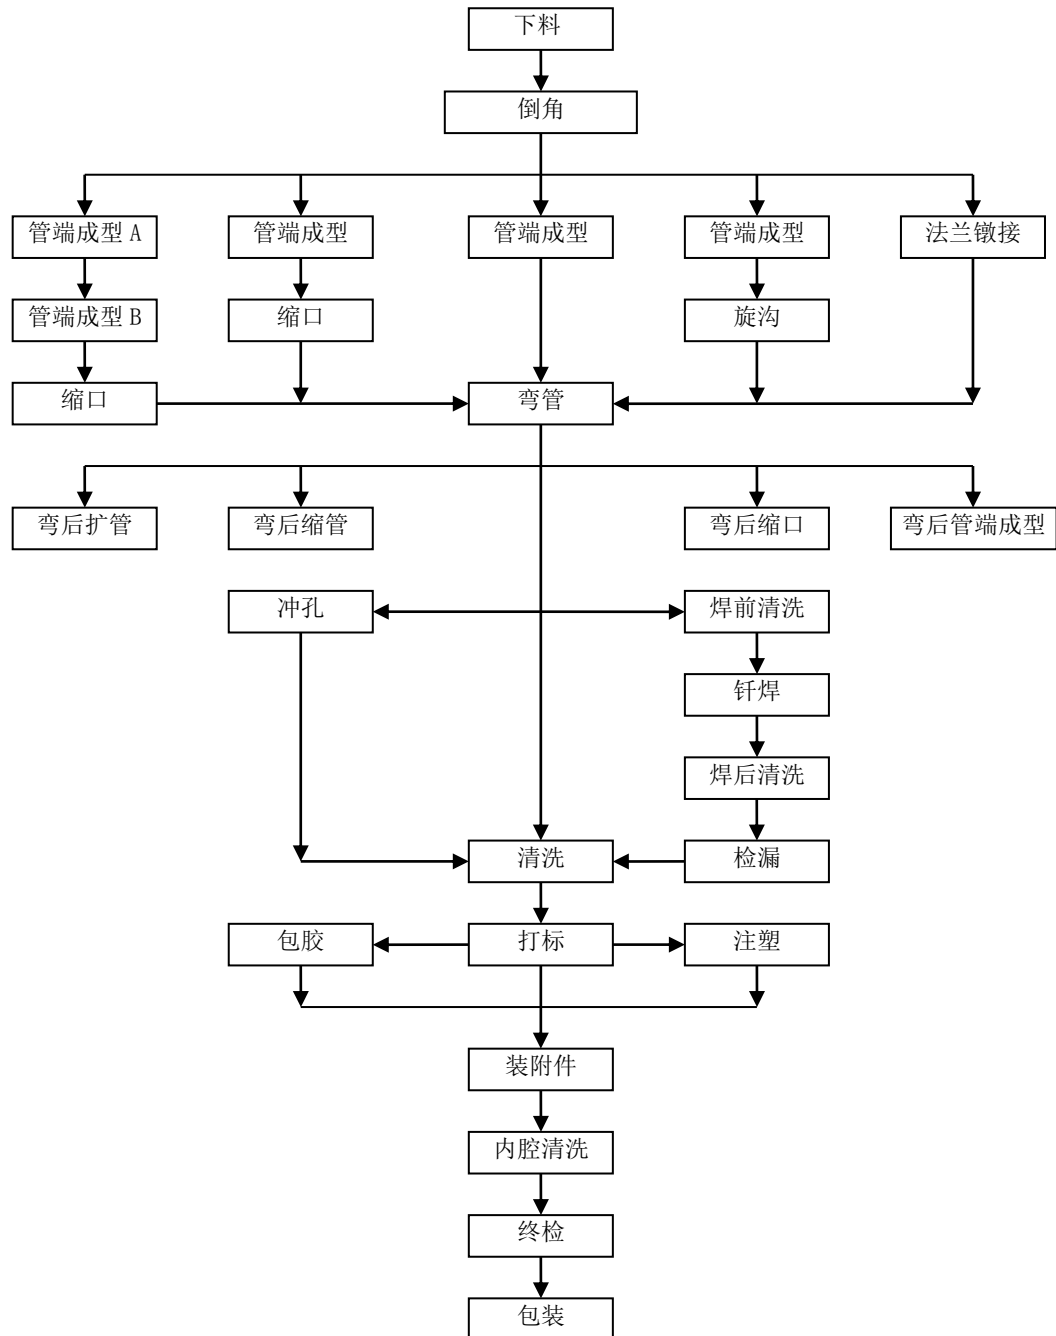 下料
倒角
管端成型 A
管端成型
管端成型
管端成型
法兰镦接
管端成型 B
缩口
旋沟
缩口
弯管
弯后扩管
弯后缩管
弯后缩口
弯后管端成型
冲孔
焊前清洗
钎焊
焊后清洗
清洗
检漏
包胶
打标
注塑
装附件
内腔清洗
终检
包装